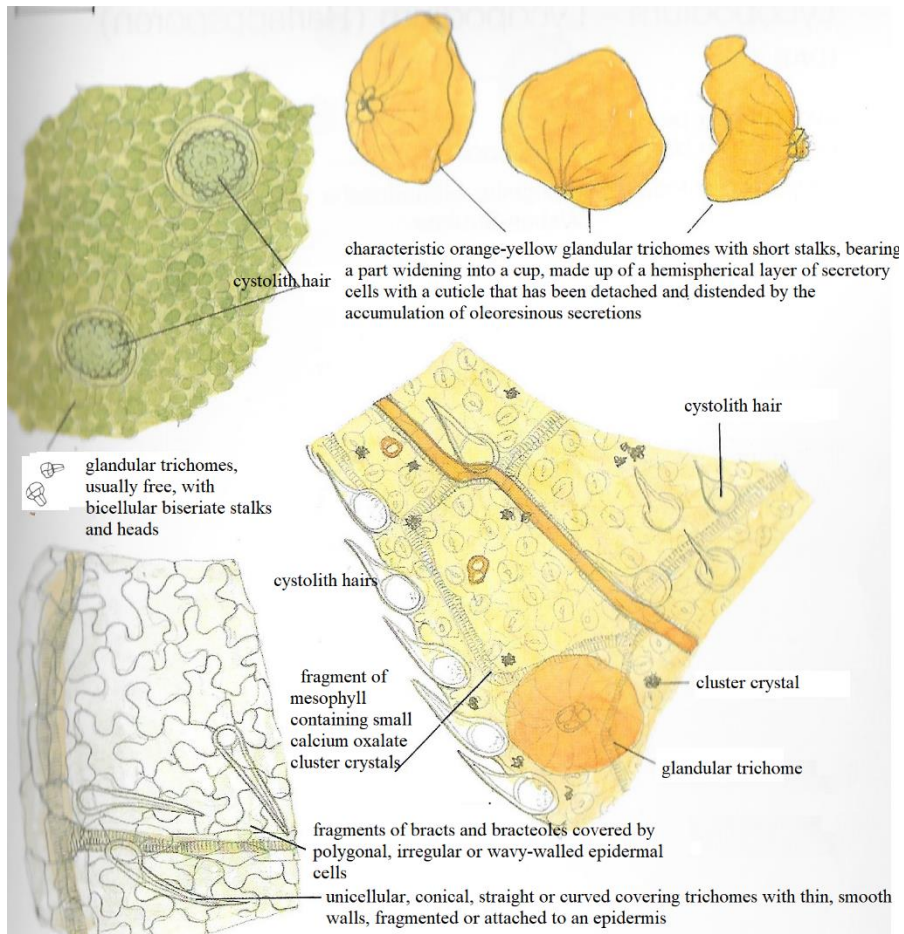 characteristic orange-yellow glandular trichomes with short stalks, bearing
a part widening into a cup, made up of a hemispherical layer of secretory
cells with a cuticle that has been detached and distended by the
accumulation of oleoresinous secretions
cystolith hair
cystolith hair
glandular trichomes,
usually free, with
bicellular biseriate stalks
and heads
cystolith hairs
fragment of
mesophyll
containing small
calcium oxalate
cluster crystals
cluster crystal
glandular trichome
fragments of bracts and bracteoles covered by
polygonal, irregular or wavy-walled epidermal
cells
unicellular, conical, straight or curved covering trichomes with thin, smooth
walls, fragmented or attached to an epidermis